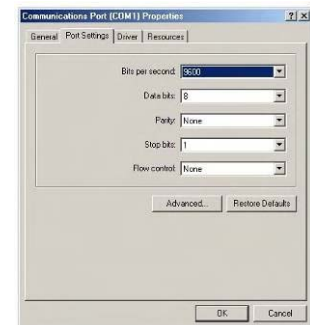 Communications Port (COM1) Properties
General Port Settings Driver Resources
Bits per second: 9600
Data bits: 8
Parity: None
Stop bits: 1
Flow control: None
Advanced... Restore Defaults
OK Cancel